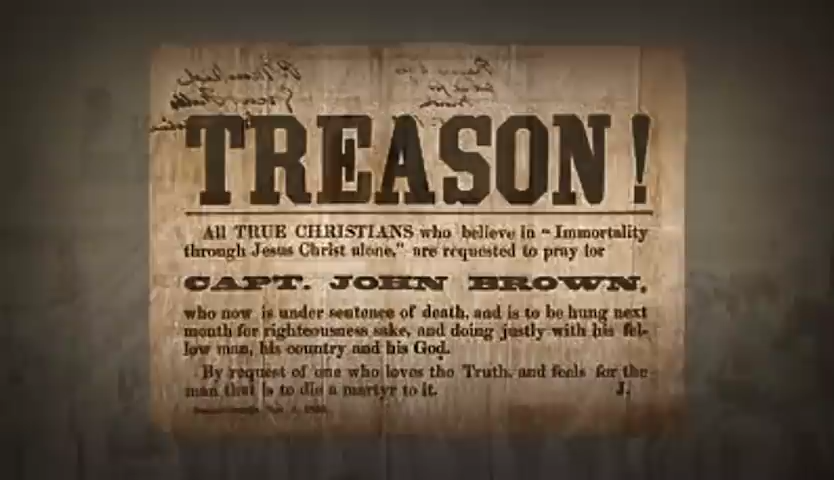 TREASON!
All TRUE CHRISTIANS who believe in "Immortality
through Jesus Christ alone," are requested to pray for
CAPT. JOHN BROWN,
who now is under sentence of death, and is to be hung next
month for righteousness sake, and doing justly with his fel-
low man, his country and his God.
By request of one who loves the Truth, and feels for the
man that is to die a martyr to it. J.